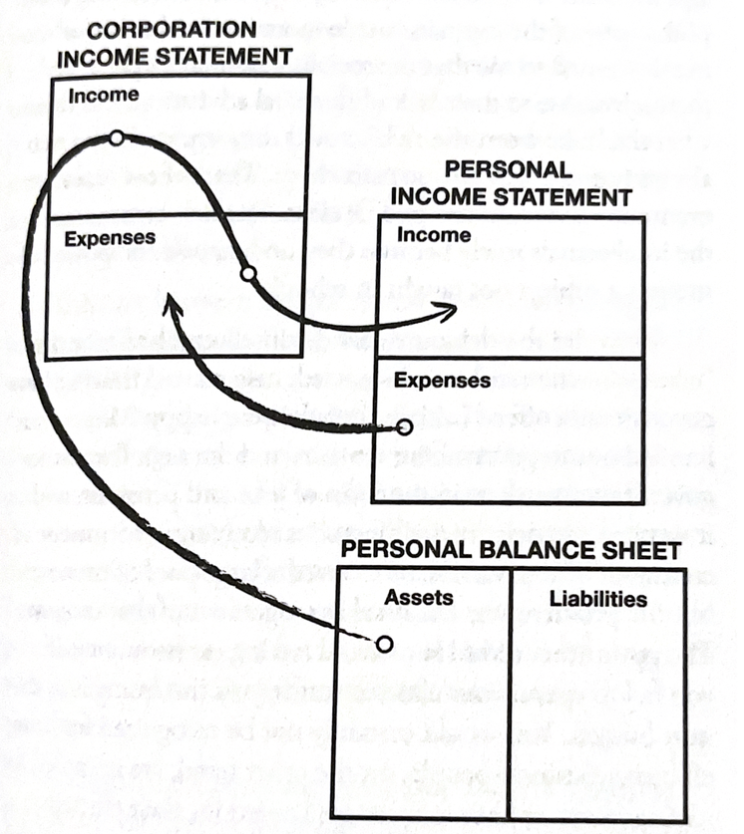 CORPORATION
INCOME STATEMENT
Income
Expenses
PERSONAL
INCOME STATEMENT
Income
Expenses
PERSONAL BALANCE SHEET
Assets
Liabilities